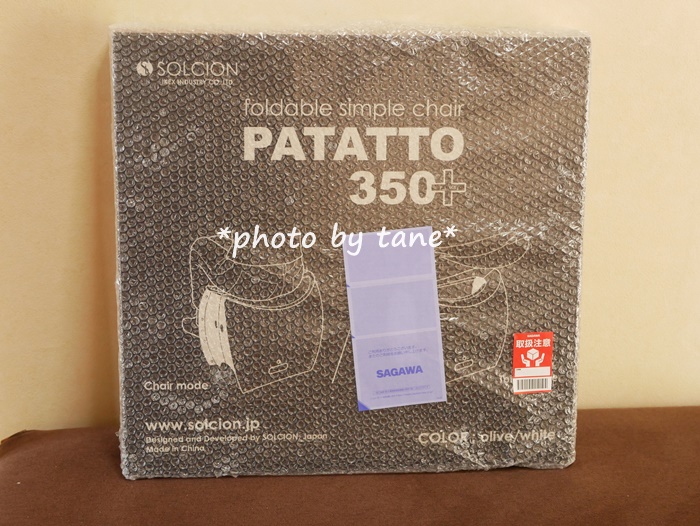 SOLCION
IREX INDUSTRY CO.,LTD.
foldable simple chair
PATATTO
350+
*photo by tane*
SAGAWA
取扱注意
Chair mode
www.solcion.jp
Designed and Developed by SOLCION Japan
Made in China
COLOR : olive/white